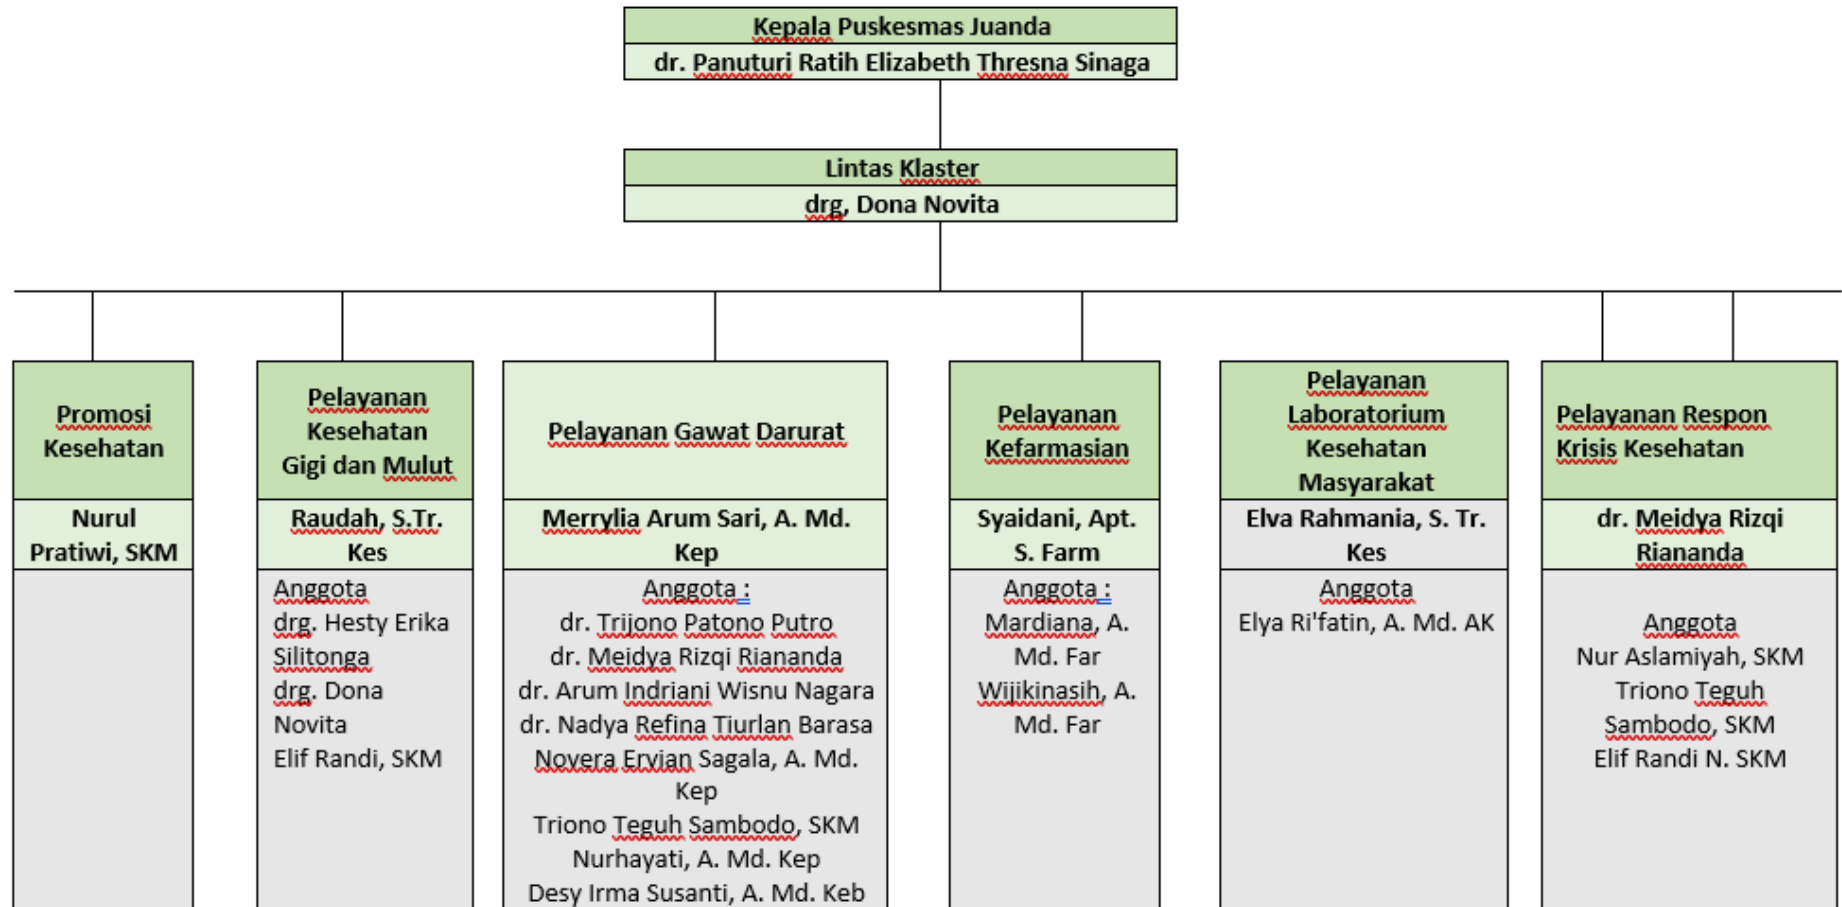 Kepala Puskesmas Juanda
dr. Panuturi Ratih Elizabeth Thresna Sinaga
Lintas Klaster
drg, Dona Novita
Promosi
Kesehatan
Nurul
Pratiwi, SKM
Pelayanan
Kesehatan
Gigi dan Mulut
Raudah, S.Tr.
Kes
Anggota
drg. Hesty Erika
Silitonga
drg. Dona
Novita
Elif Randi, SKM
Pelayanan Gawat Darurat
Merrylia Arum Sari, A. Md.
Kep
Anggota :
dr. Trijono Patono Putro
dr. Meidya Rizqi Riananda
dr. Arum Indriani Wisnu Nagara
dr. Nadya Refina Tiurlan Barasa
Novera Ervian Sagala, A. Md.
Kep
Triono Teguh Sambodo, SKM
Nurhayati, A. Md. Kep
Desy Irma Susanti, A. Md. Keb
Pelayanan
Kefarmasian
Syaidani, Apt.
S. Farm
Anggota :
Mardiana, A.
Md. Far
Wijikinasih, A.
Md. Far
Pelayanan
Laboratorium
Kesehatan
Masyarakat
Elva Rahmania, S. Tr.
Kes
Anggota
Elya Ri'fatin, A. Md. AK
Pelayanan Respon
Krisis Kesehatan
dr. Meidya Rizqi
Riananda
Anggota
Nur Aslamiyah, SKM
Triono Teguh
Sambodo, SKM
Elif Randi N. SKM